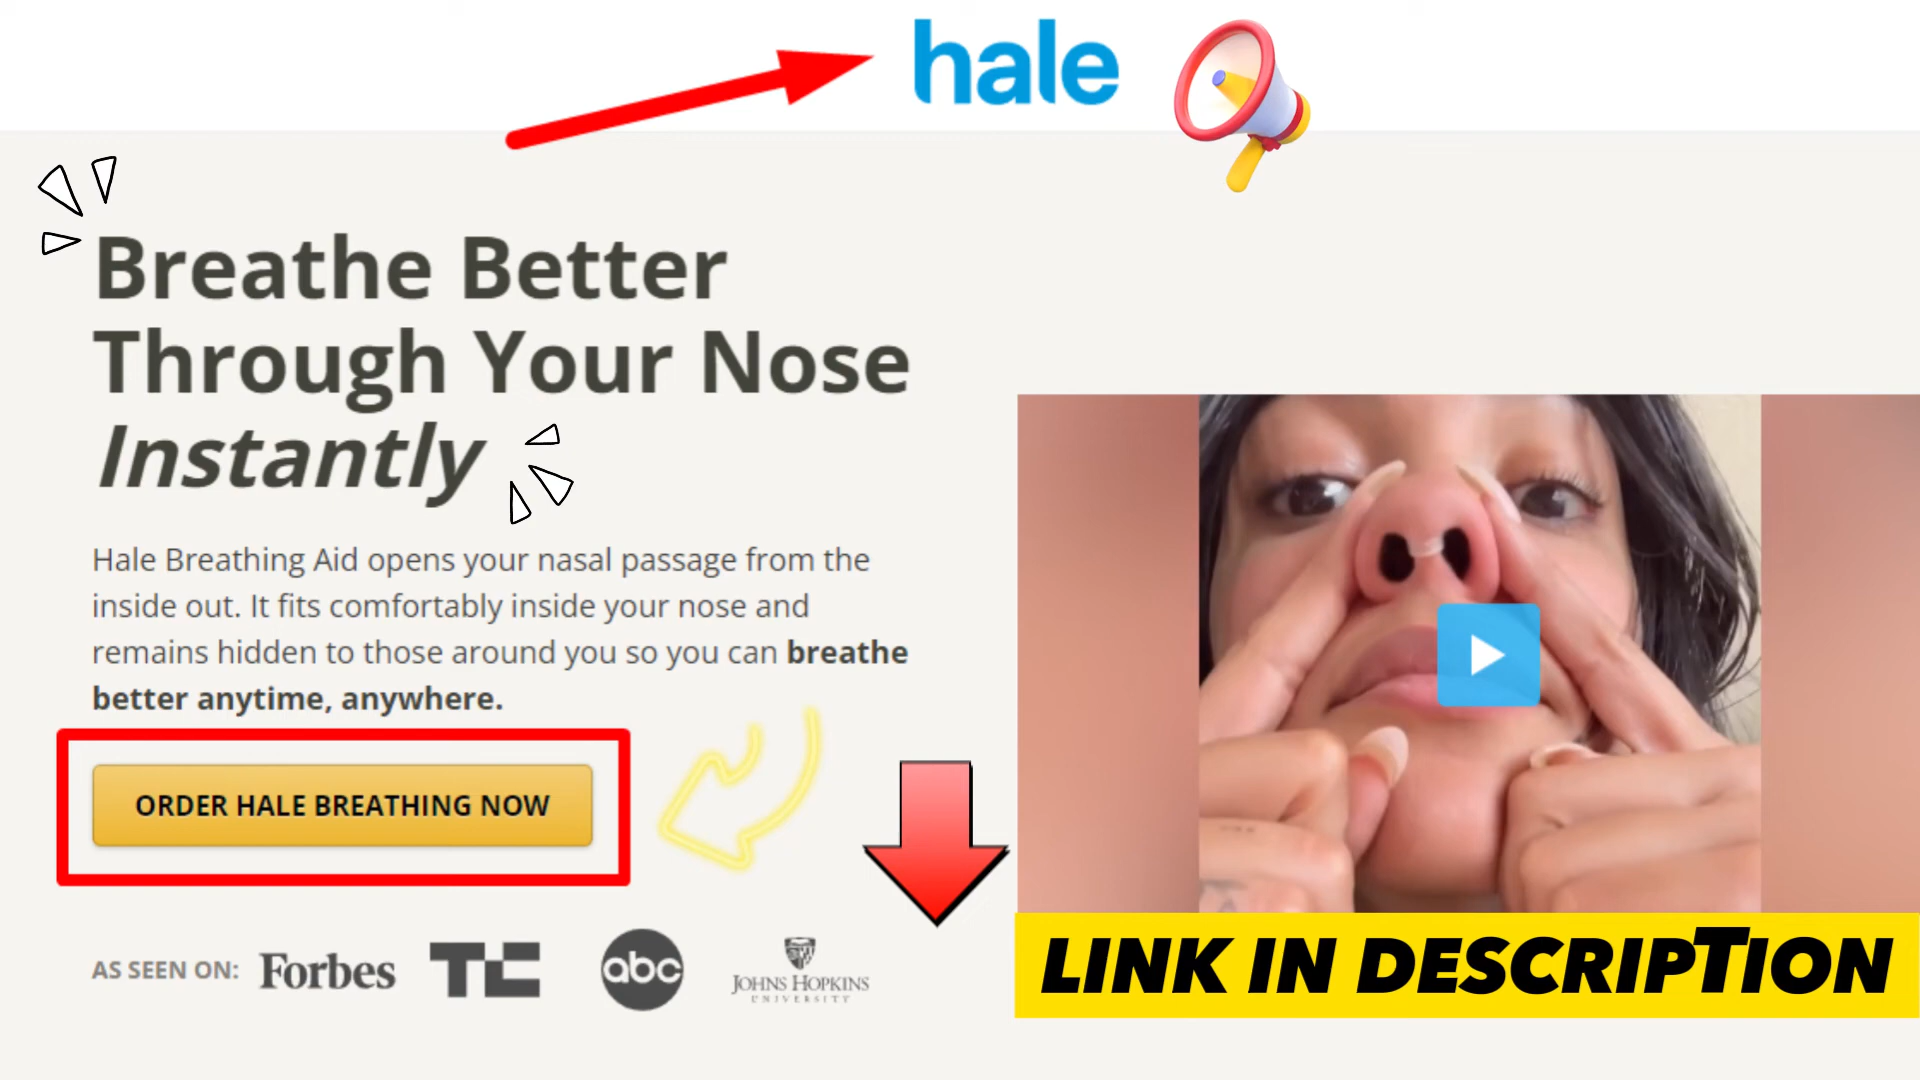 hale
Breathe Better
Through Your Nose
Instantly
Hale Breathing Aid opens your nasal passage from the
inside out. It fits comfortably inside your nose and
remains hidden to those around you so you can breathe
better anytime, anywhere.
ORDER HALE BREATHING NOW
AS SEEN ON: Forbes TC abc JOHNS HOPKINS
UNIVERSITY
LINK IN DESCRIPTION